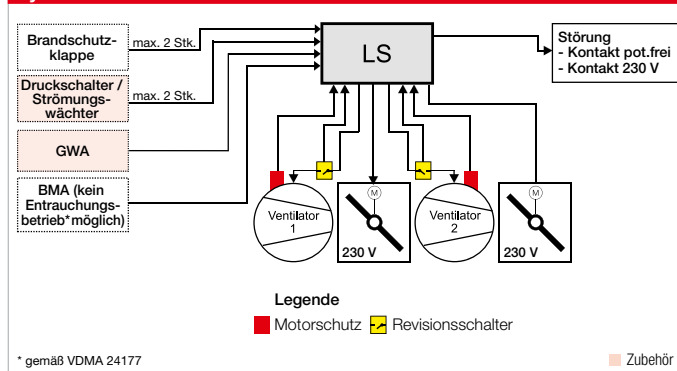 Brandschutz-
klappe
max. 2 Stk.
Druckschalter /
Strömungs-
wächter
max. 2 Stk.
GWA
BMA (kein
Entrauchungs-
betrieb* möglich)
LS
Störung
- Kontakt pot.frei
- Kontakt 230 V
Ventilator
1
M
230 V
Ventilator
2
M
230 V
Legende
Motorschutz
Revisionsschalter
* gemäß VDMA 24177
Zubehör